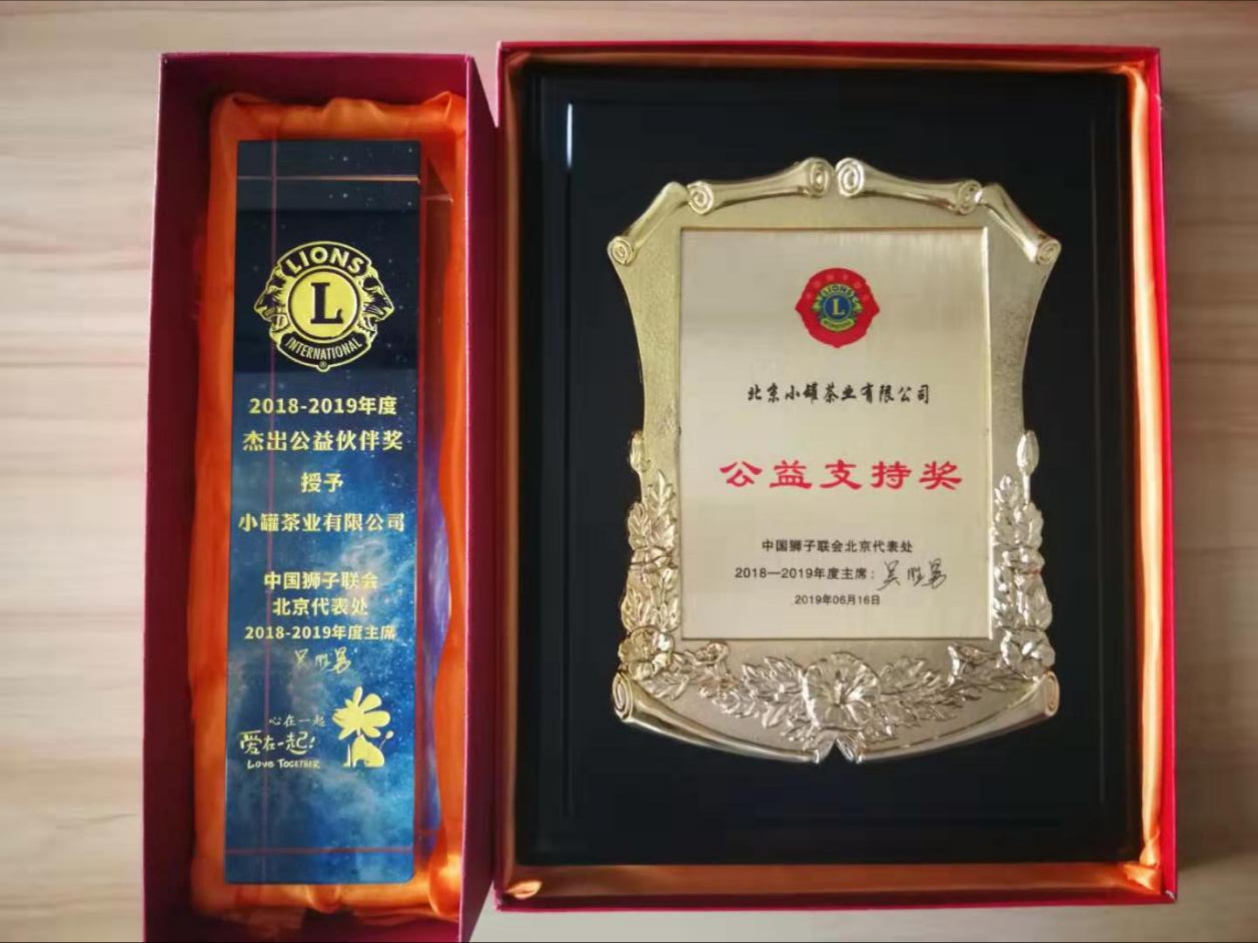 LIONS
L
INTERNATIONAL
®
2018-2019年度
杰出公益伙伴奖
授予
小罐茶业有限公司
中国狮子联会
北京代表处
2018-2019年度主席
心在一起
爱在一起!
Love TOGETHER
LIONS
L
北京小罐茶业有限公司
公益支持奖
中国狮子联会北京代表处
2018—2019年度主席:
2019年06月16日